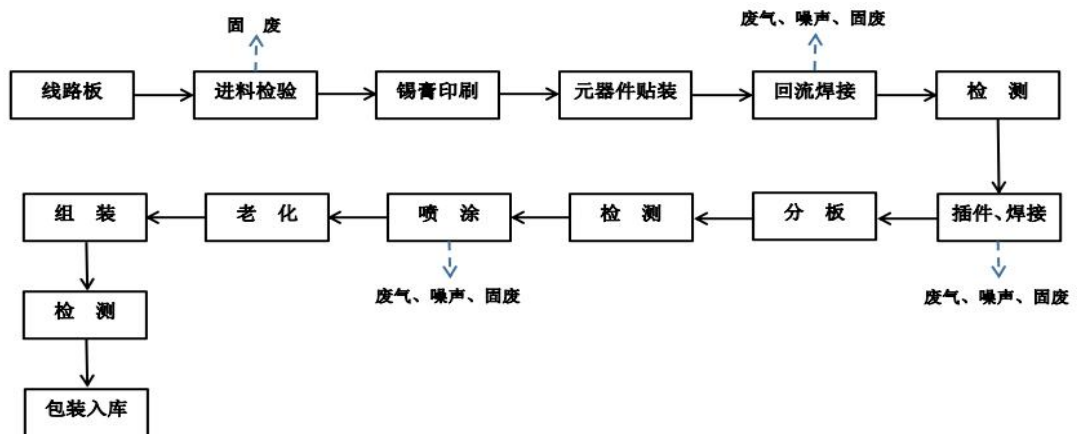 固 废
废气、噪声、固废
线路板
进料检验
锡膏印刷
元器件贴装
回流焊接
检 测
组 装
老 化
喷 涂
检 测
分 板
插件、焊接
废气、噪声、固废
废气、噪声、固废
检 测
包装入库